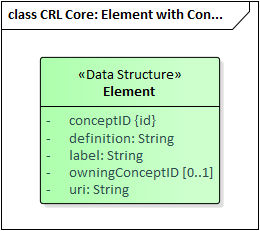 class CRL Core: Element with Con...
«Data Structure»
Element
- conceptID {id}
- definition: String
- label: String
- owningConceptID [0..1]
- uri: String